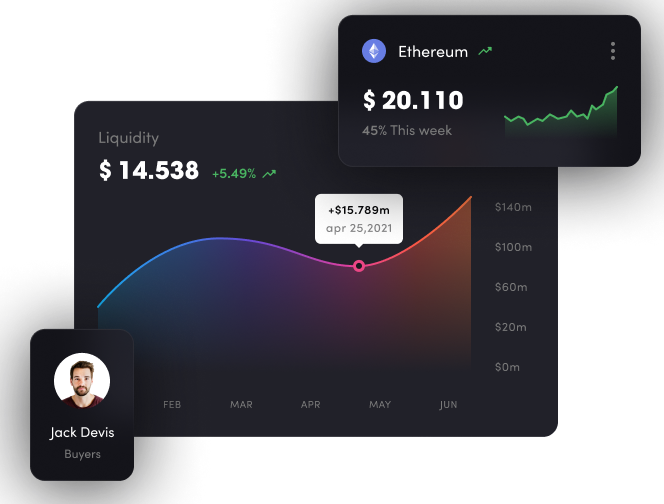 Ethereum
$ 20.110
45% This week
Liquidity
$ 14.538 +5.49%
+$15.789m
apr 25,2021
$140m
$100m
$60m
$20m
$0m
FEB MAR APR MAY JUN
Jack Devis
Buyers